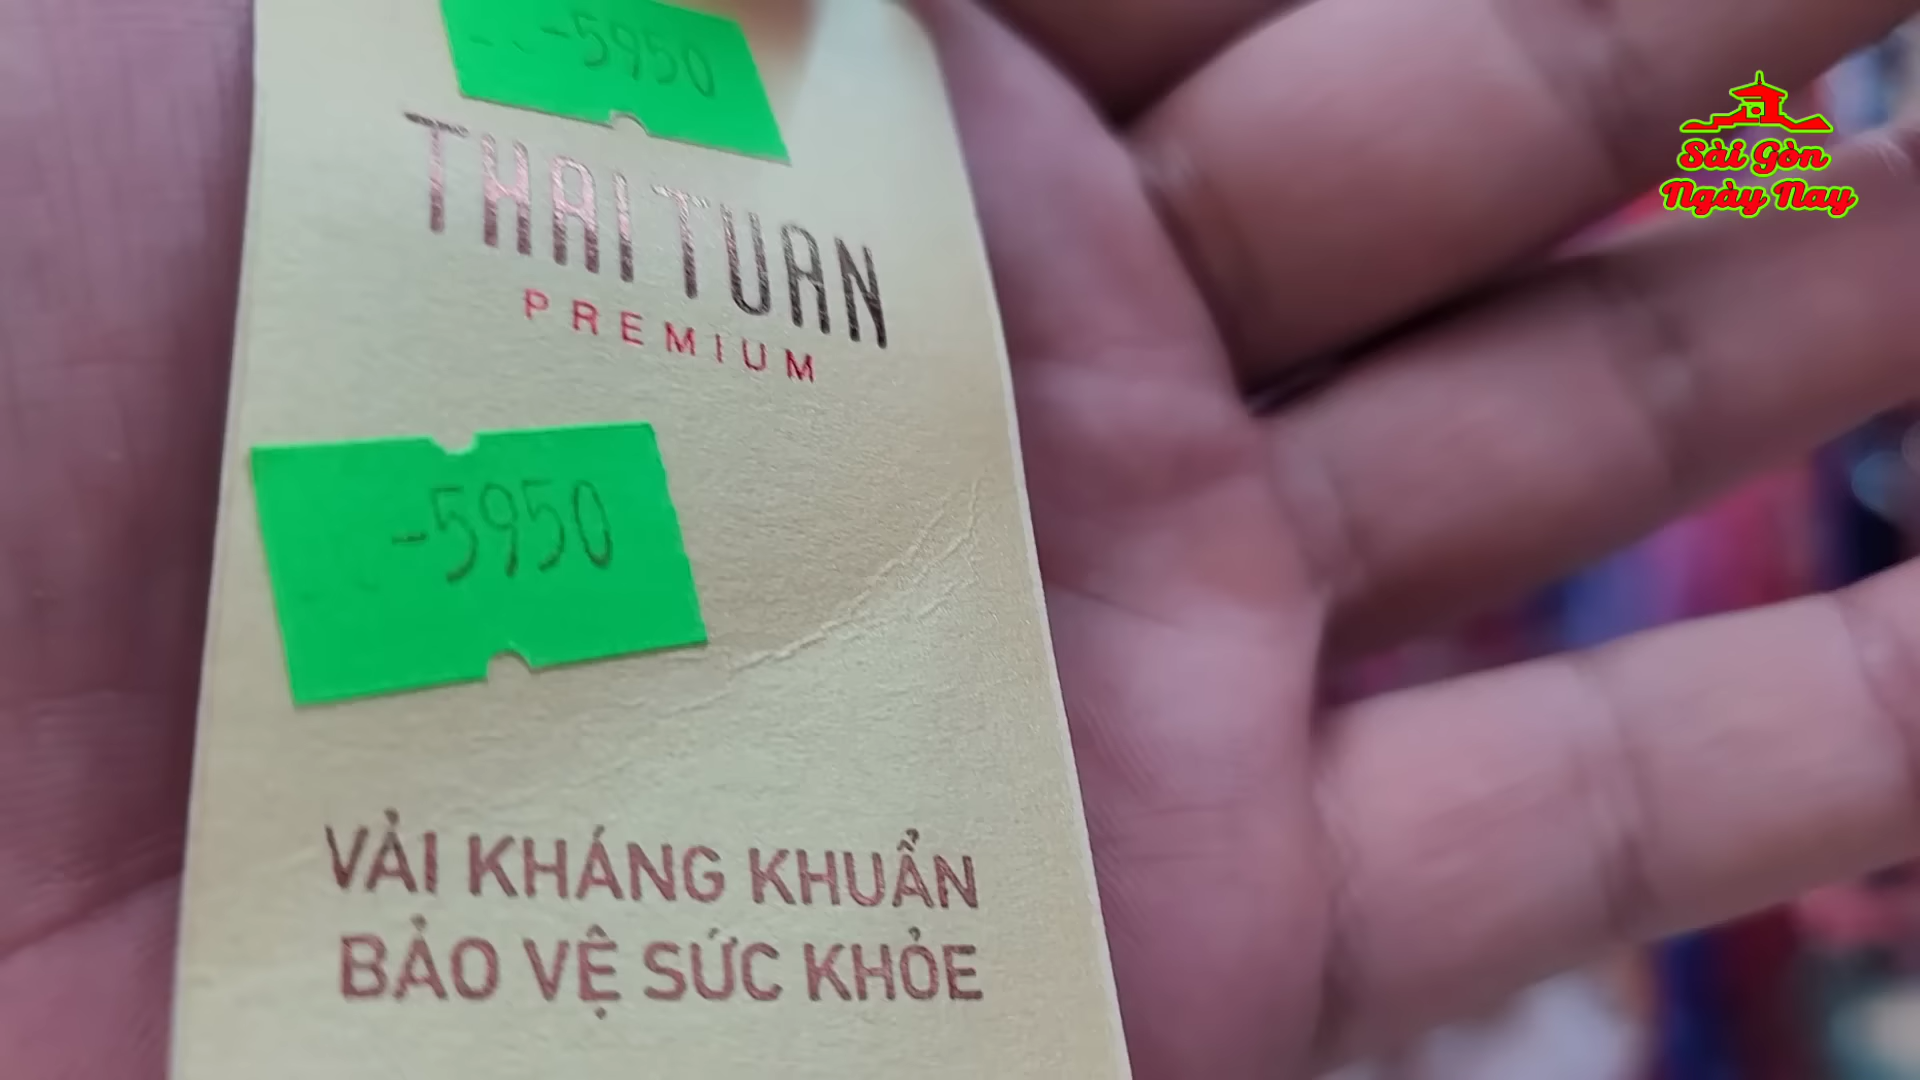 -5950
THAI TUAN
PREMIUM
-5950
VẢI KHÁNG KHUẨN
BẢO VỆ SỨC KHỎE
Sài Gòn
Ngày Nay